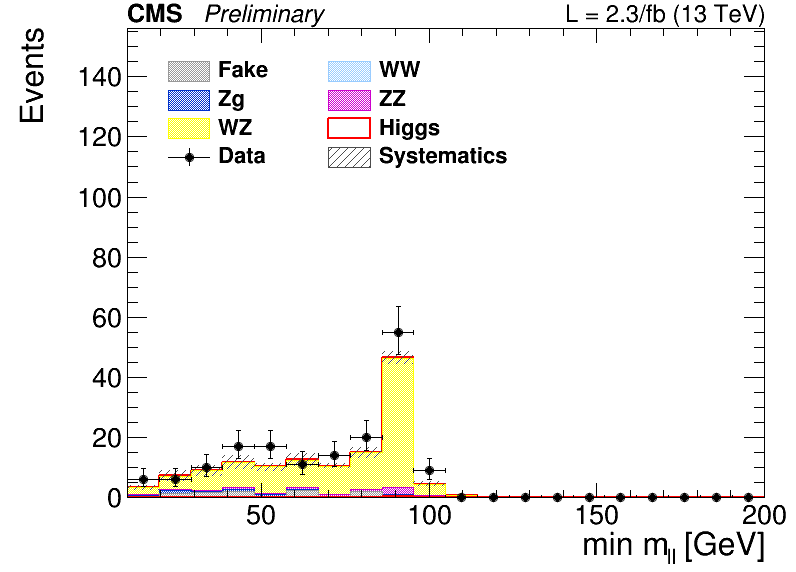 CMS Preliminary L = 2.3/fb (13 TeV)
Events
Fake WW
Zg ZZ
WZ Higgs
Data Systematics
140
120
100
80
60
40
20
0
50 100 150 200
min m_ll [GeV]